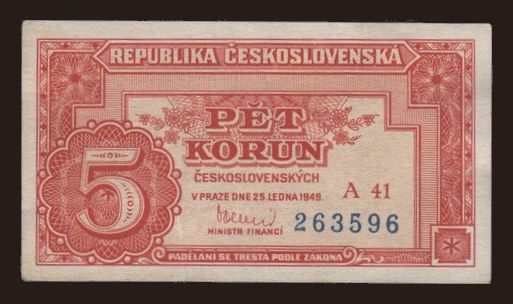 REPUBLIKA ČESKOSLOVENSKÁ
PĚT
KORUN
ČESKOSLOVENSKÝCH
V PRAZE DNE 25. LEDNA 1949.
A 41
263596
MINISTR FINANCÍ
5
PADĚLÁNÍ SE TRESTÁ PODLE ZÁKONA